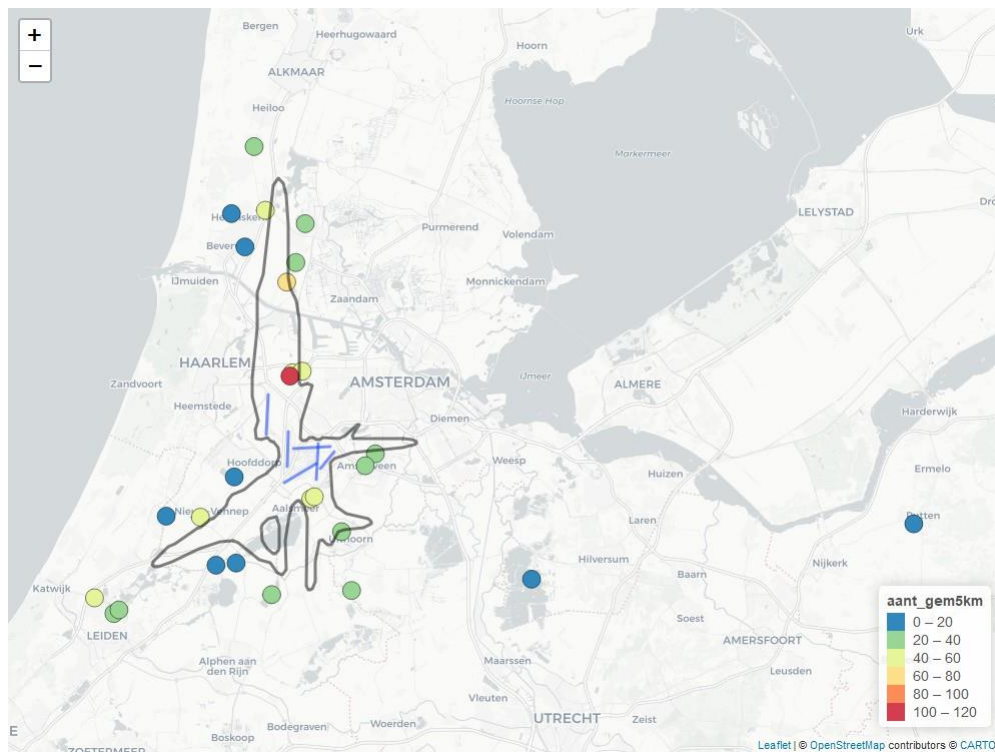 +
−
Bergen
Heerhugowaard
Hoorn
Urk
ALKMAAR
Hoornse Hop
Heiloo
Markermeer
LELYSTAD
Purmerend
Volendam
IJmuiden
Monnickendam
Zaandam
HAARLEM
Zandvoort
AMSTERDAM
IJmeer
ALMERE
Heemstede
Diemen
Harderwijk
Hoofddorp
Weesp
Huizen
Ermelo
Aalsmeer
Laren
Hilversum
Nijkerk
Katwijk
Baarn
LEIDEN
Soest
AMERSFOORT
Alphen aan
den Rijn
Maarssen
Leusden
Vleuten
UTRECHT
Zeist
Woerden
Bodegraven
Boskoop
ZOETERMEER
E
aant_gem5km
0 – 20
20 – 40
40 – 60
60 – 80
80 – 100
100 – 120
Leaflet | © OpenStreetMap contributors © CARTO